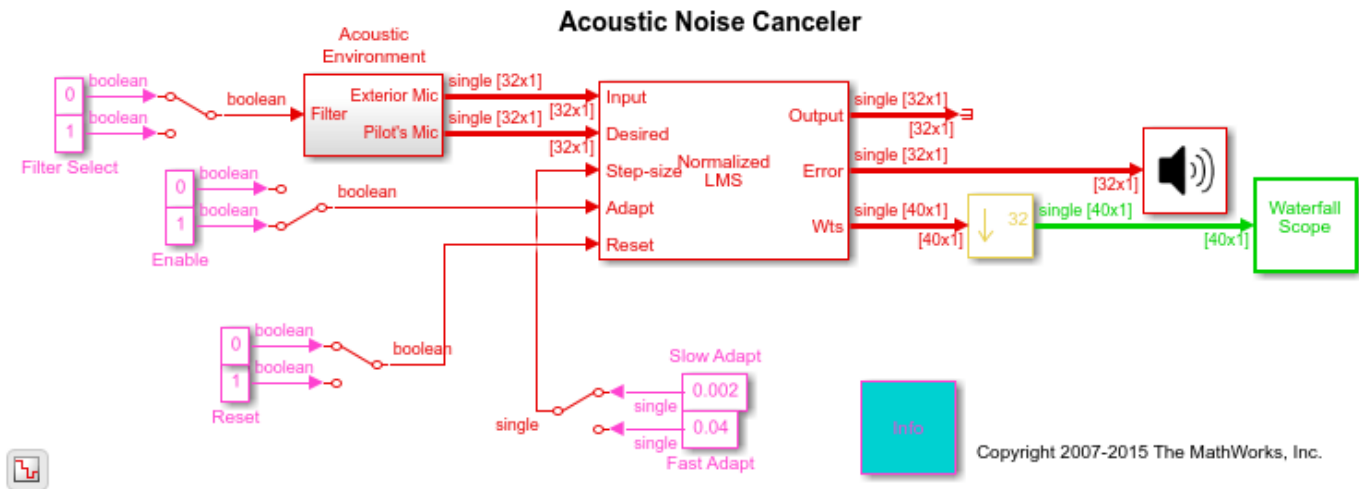 Acoustic Noise Canceler
Acoustic
Environment
boolean
0
boolean
1
Filter Select
boolean
Filter
Exterior Mic
Pilot's Mic
single [32x1]
[32x1]
single [32x1]
[32x1]
Input
Desired
Step-size
Adapt
Reset
Normalized
LMS
Output
Error
Wts
single [32x1]
[32x1]
single [32x1]
[32x1]
single [40x1]
[40x1]
32
single [40x1]
[40x1]
Waterfall
Scope
boolean
0
boolean
1
Enable
boolean
boolean
0
boolean
1
Reset
boolean
Slow Adapt
0.002
single
0.04
single
Fast Adapt
single
Info
Copyright 2007-2015 The MathWorks, Inc.